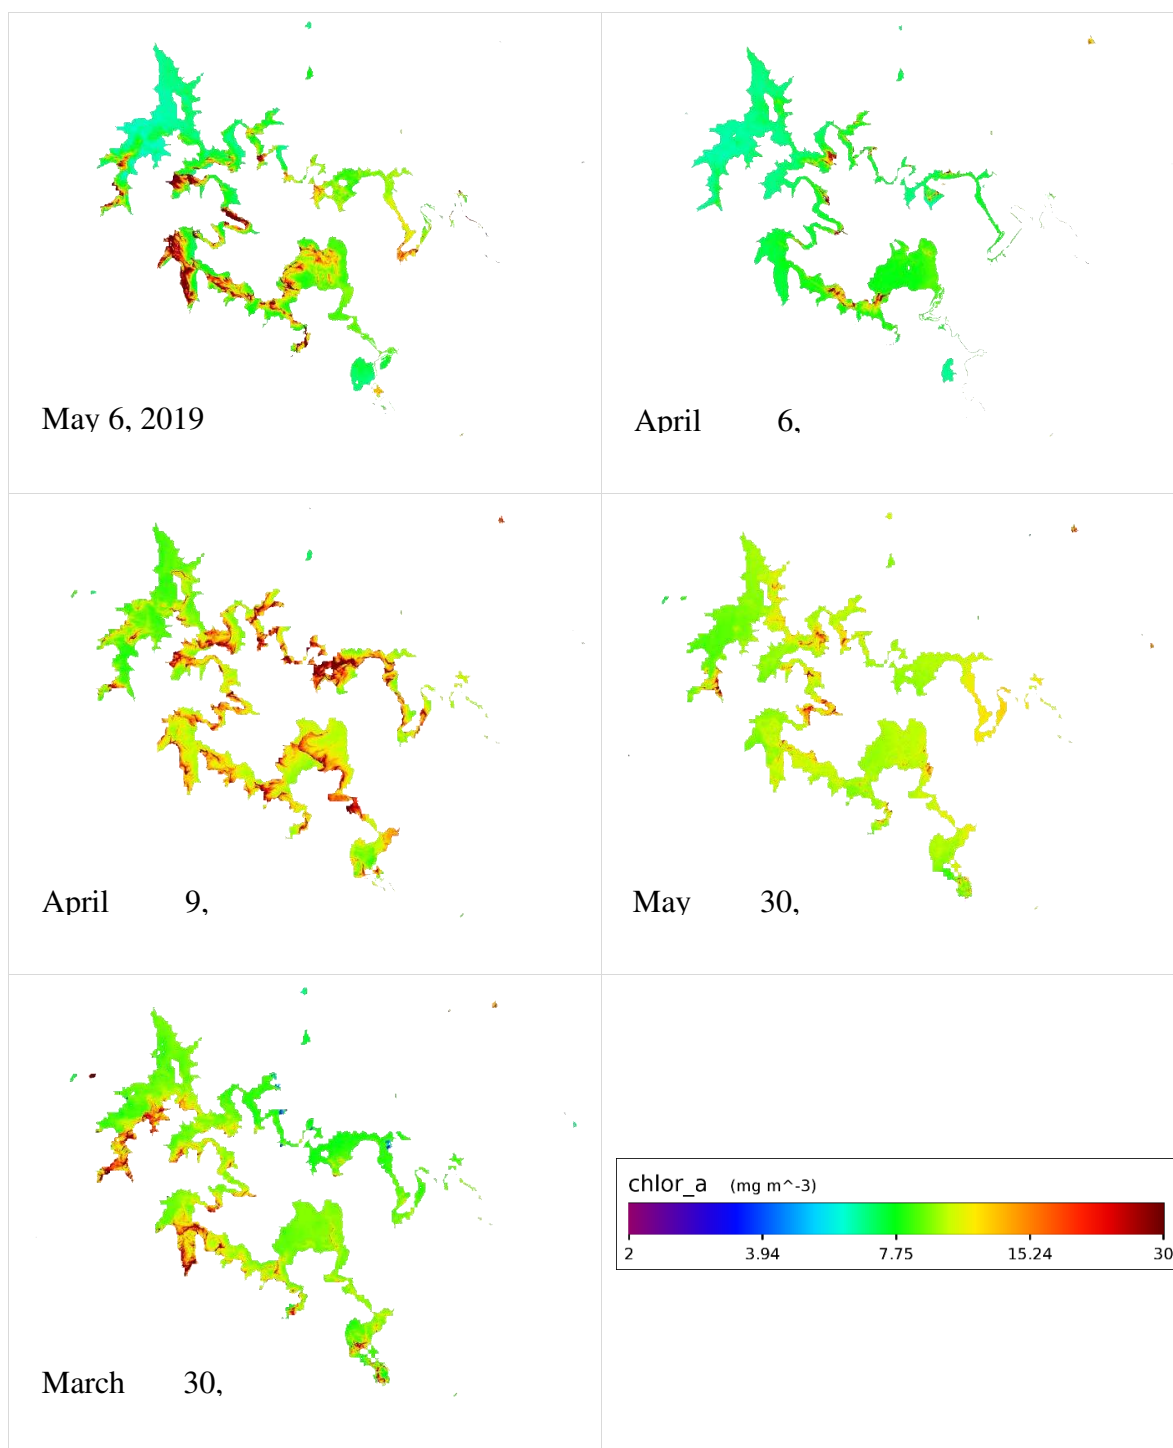 May 6, 2019
April 6,
April 9,
May 30,
March 30,
chlor_a (mg m^-3)
2 3.94 7.75 15.24 30